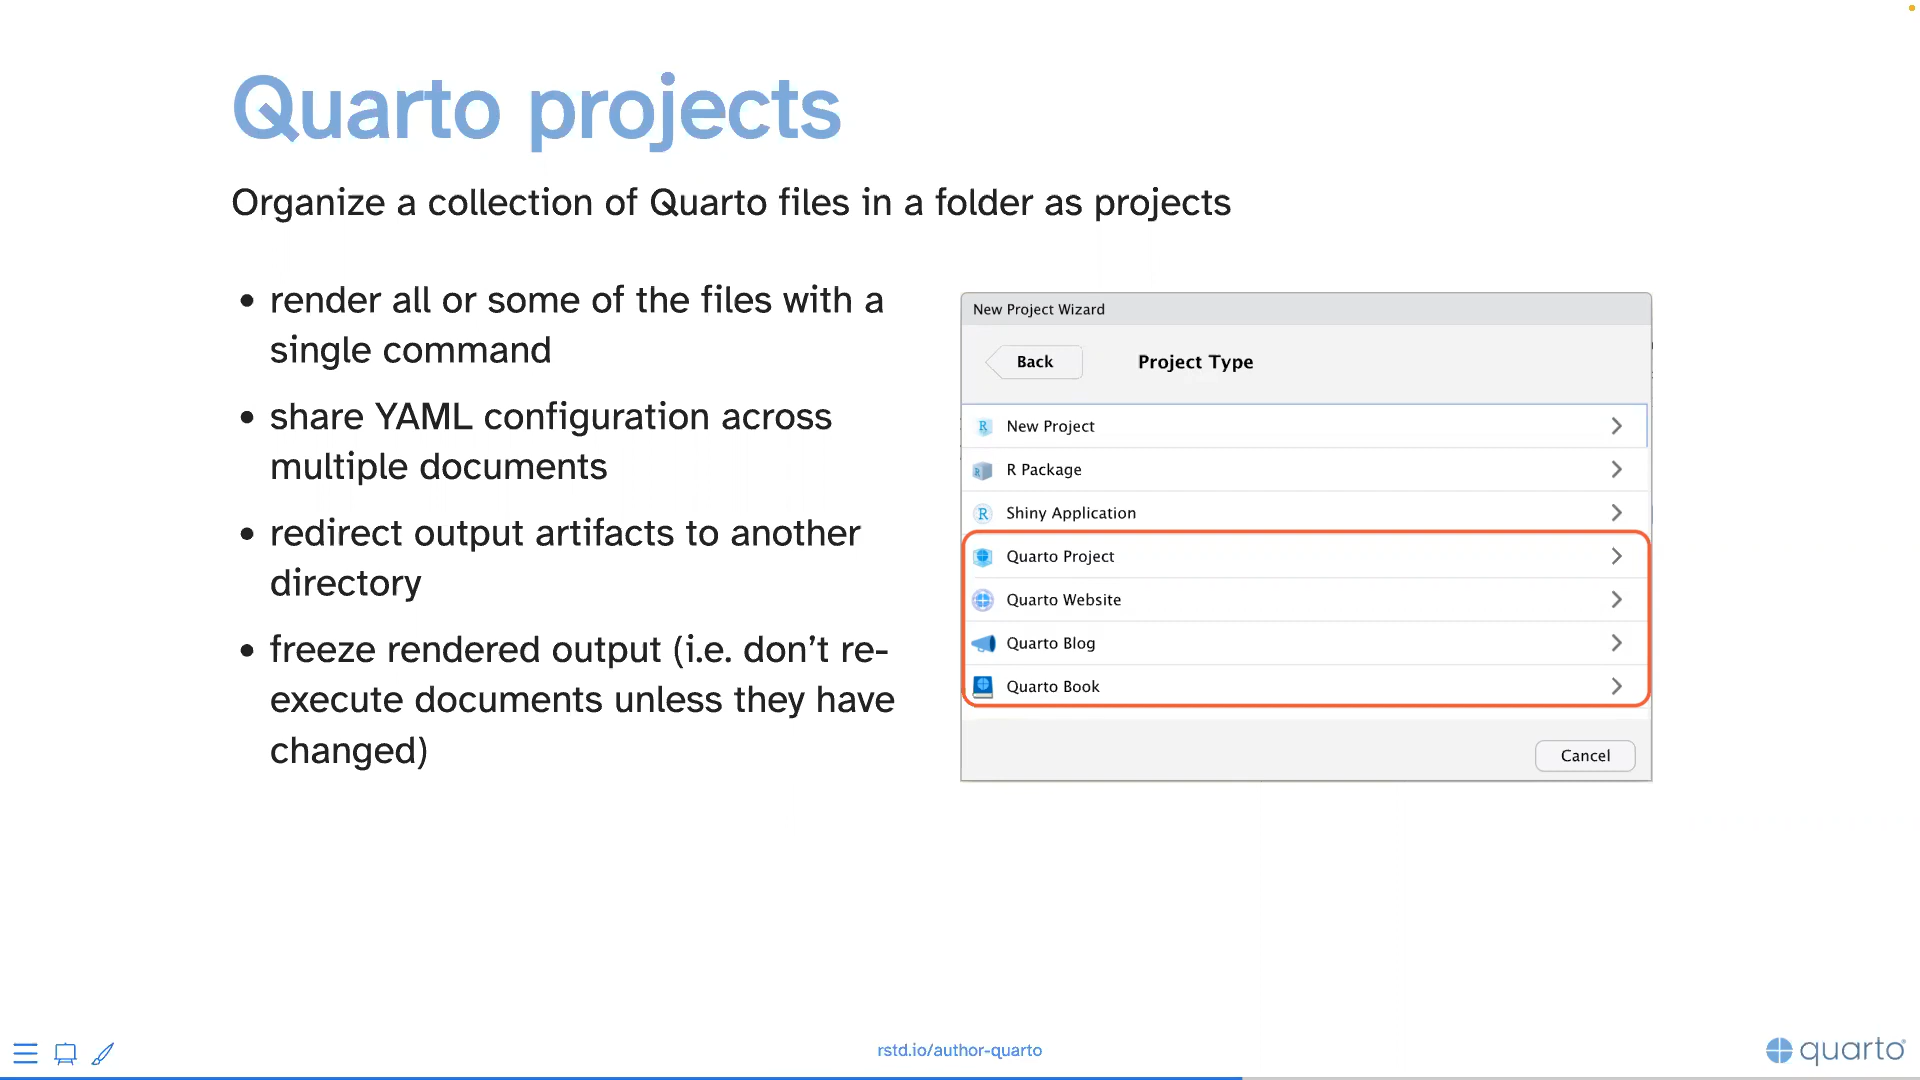 Quarto projects
Organize a collection of Quarto files in a folder as projects
• render all or some of the files with a
single command
• share YAML configuration across
multiple documents
• redirect output artifacts to another
directory
• freeze rendered output (i.e. don’t re-
execute documents unless they have
changed)
New Project Wizard
Back
Project Type
R New Project
R R Package
R Shiny Application
Quarto Project
Quarto Website
Quarto Blog
Quarto Book
Cancel
rstd.io/author-quarto
quarto